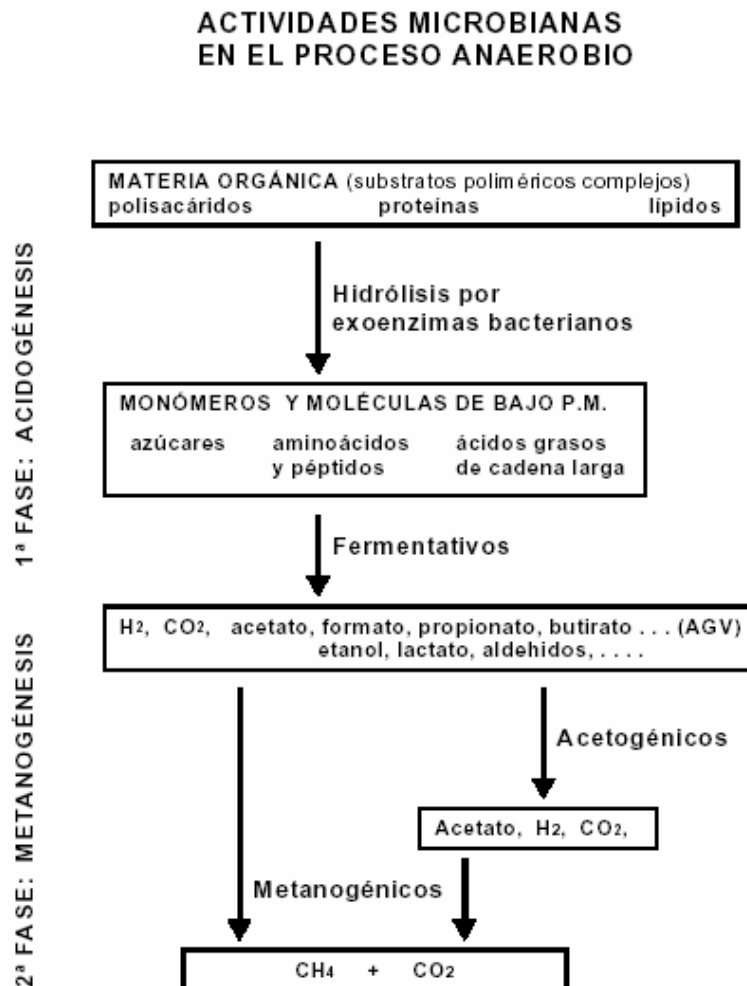 ACTIVIDADES MICROBIANAS
EN EL PROCESO ANAEROBIO
MATERIA ORGÁNICA (substratos poliméricos complejos)
polisacáridos proteínas lípidos
1ª FASE: ACIDOGÉNESIS
Hidrólisis por
exoenzimas bacterianos
MONÓMEROS Y MOLÉCULAS DE BAJO P.M.
azúcares aminoácidos ácidos grasos
y péptidos de cadena larga
Fermentativos
H2, CO2, acetato, formato, propionato, butirato . . . (AGV)
etanol, lactato, aldehidos, . . . .
2ª FASE: METANOGÉNESIS
Acetogénicos
Acetato, H2, CO2,
Metanogénicos
CH4 + CO2